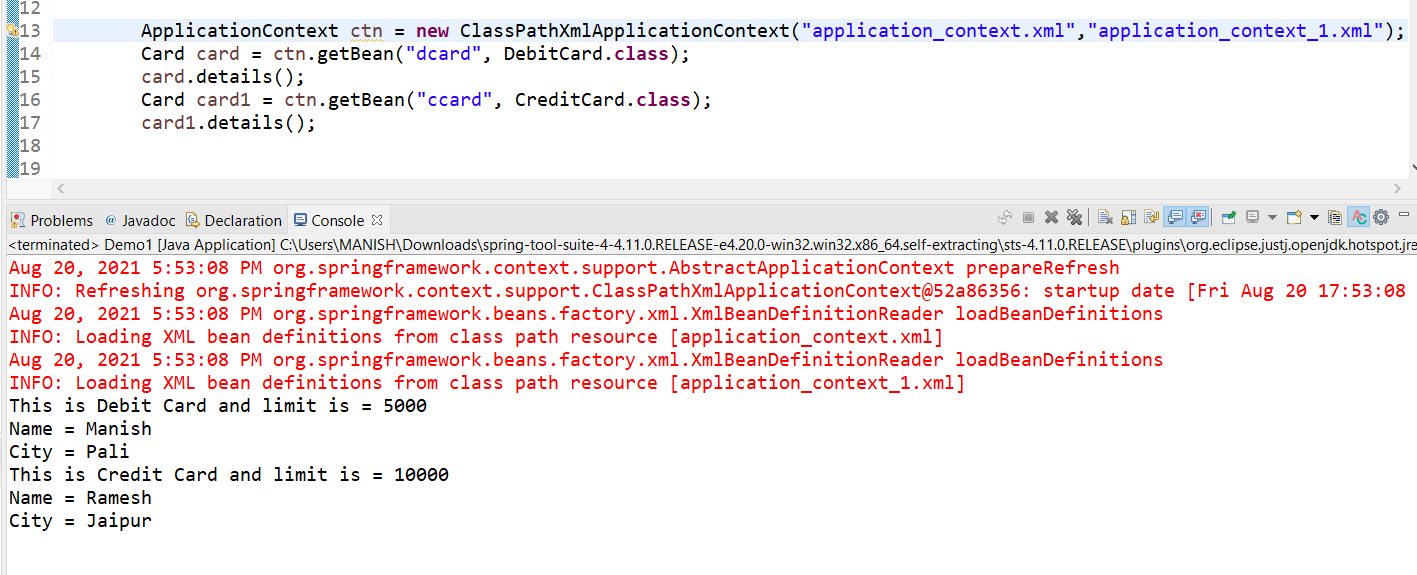 12
13 ApplicationContext ctn = new ClassPathXmlApplicationContext("application_context.xml","application_context_1.xml");
14 Card card = ctn.getBean("dcard", DebitCard.class);
15 card.details();
16 Card card1 = ctn.getBean("ccard", CreditCard.class);
17 card1.details();
18
19
Problems @ Javadoc Declaration Console
<terminated> Demo1 [Java Application] C:\Users\MANISH\Downloads\spring-tool-suite-4-4.11.0.RELEASE-e4.20.0-win32.win32.x86_64.self-extracting\sts-4.11.0.RELEASE\plugins\org.eclipse.justj.openjdk.hotspot.jre
Aug 20, 2021 5:53:08 PM org.springframework.context.support.AbstractApplicationContext prepareRefresh
INFO: Refreshing org.springframework.context.support.ClassPathXmlApplicationContext@52a86356: startup date [Fri Aug 20 17:53:08
Aug 20, 2021 5:53:08 PM org.springframework.beans.factory.xml.XmlBeanDefinitionReader loadBeanDefinitions
INFO: Loading XML bean definitions from class path resource [application_context.xml]
Aug 20, 2021 5:53:08 PM org.springframework.beans.factory.xml.XmlBeanDefinitionReader loadBeanDefinitions
INFO: Loading XML bean definitions from class path resource [application_context_1.xml]
This is Debit Card and limit is = 5000
Name = Manish
City = Pali
This is Credit Card and limit is = 10000
Name = Ramesh
City = Jaipur